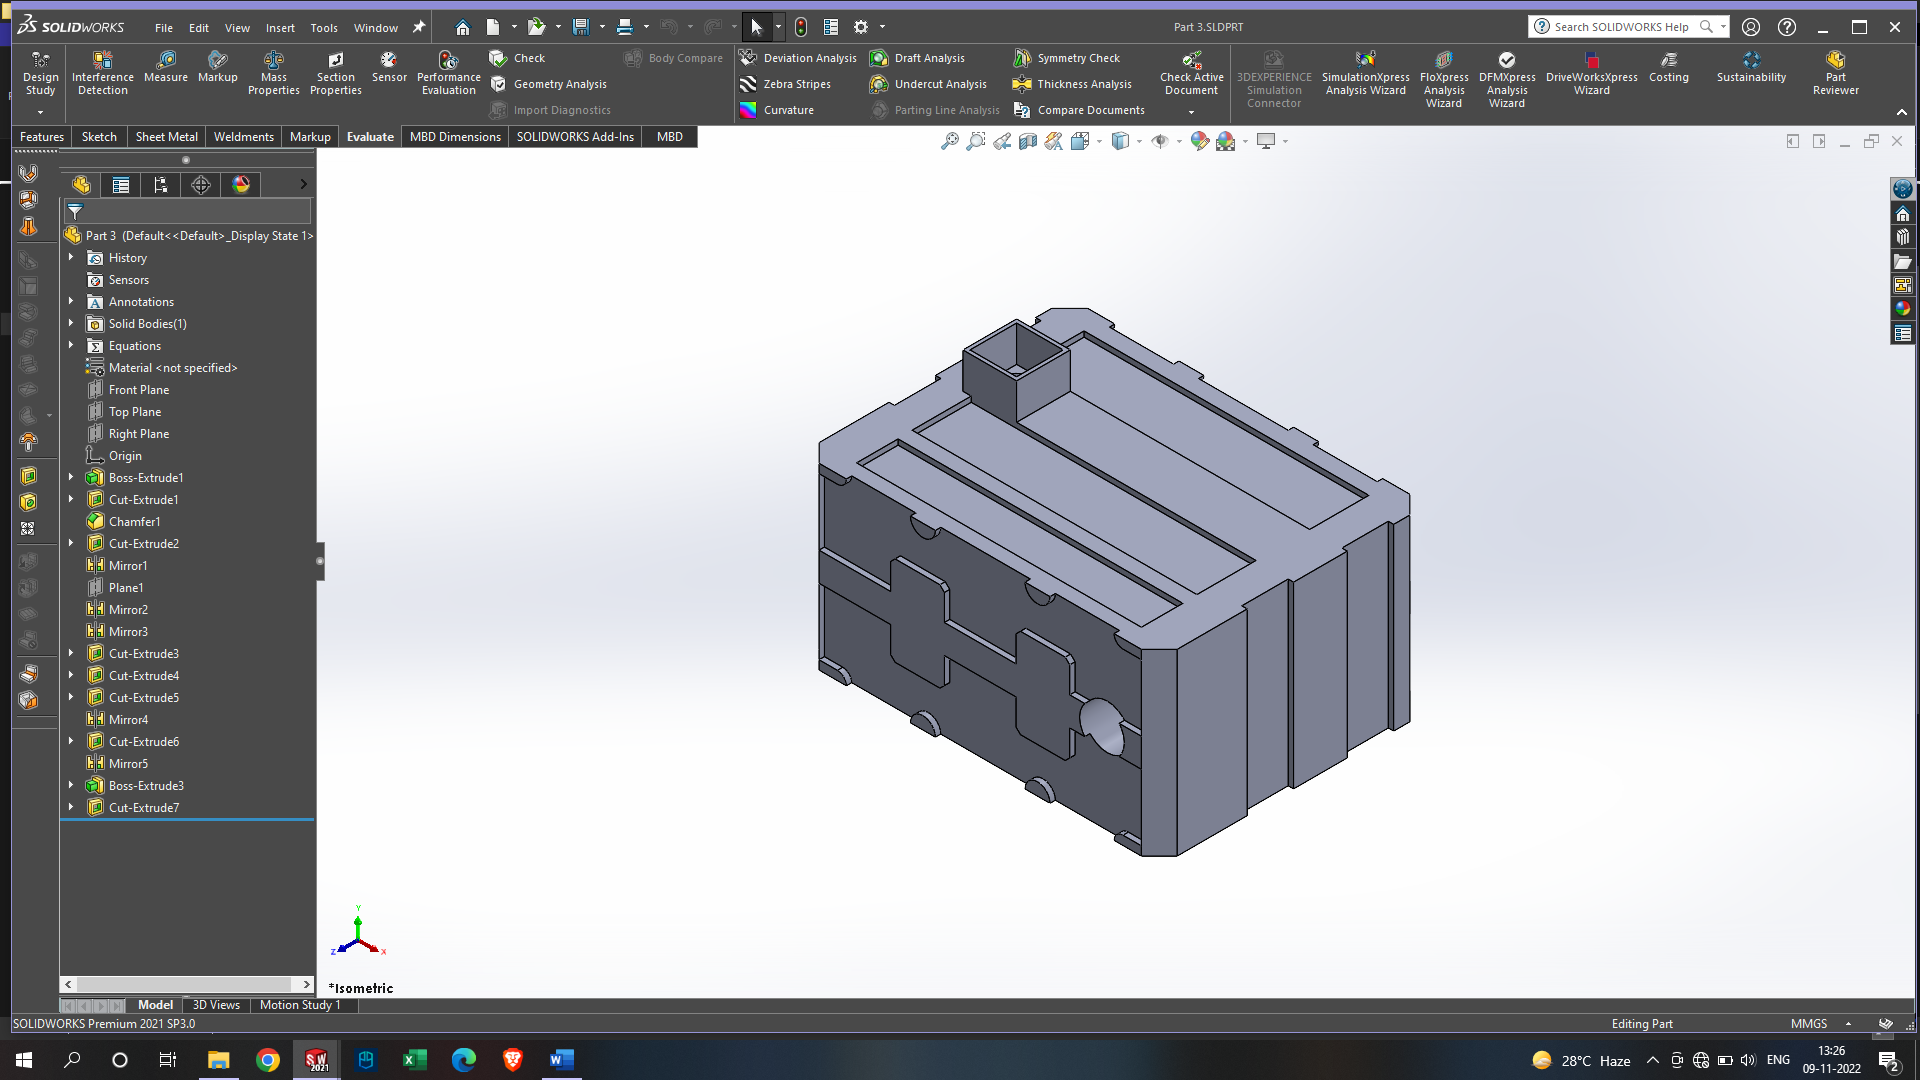 SOLIDWORKS File Edit View Insert Tools Window Part 3.SLDPRT Search SOLIDWORKS Help
Design Study
Interference Detection
Measure
Markup
Mass Properties
Section Properties
Sensor
Performance Evaluation
Check
Geometry Analysis
Import Diagnostics
Body Compare
Deviation Analysis
Zebra Stripes
Curvature
Draft Analysis
Undercut Analysis
Parting Line Analysis
Symmetry Check
Thickness Analysis
Compare Documents
Check Active Document
3DEXPERIENCE Simulation Connector
SimulationXpress Analysis Wizard
FloXpress Analysis Wizard
DFMXpress Analysis Wizard
DriveWorksXpress Wizard
Costing
Sustainability
Part Reviewer
Features Sketch Sheet Metal Weldments Markup Evaluate MBD Dimensions SOLIDWORKS Add-Ins MBD
Part 3 (Default<<Default>_Display State 1>
History
Sensors
Annotations
Solid Bodies(1)
Equations
Material <not specified>
Front Plane
Top Plane
Right Plane
Origin
Boss-Extrude1
Cut-Extrude1
Chamfer1
Cut-Extrude2
Mirror1
Plane1
Mirror2
Mirror3
Cut-Extrude3
Cut-Extrude4
Cut-Extrude5
Mirror4
Cut-Extrude6
Mirror5
Boss-Extrude3
Cut-Extrude7
Y
Z X
*Isometric
Model 3D Views Motion Study 1
SOLIDWORKS Premium 2021 SP3.0 Editing Part MMGS
28°C Haze ENG 13:26
09-11-2022 2